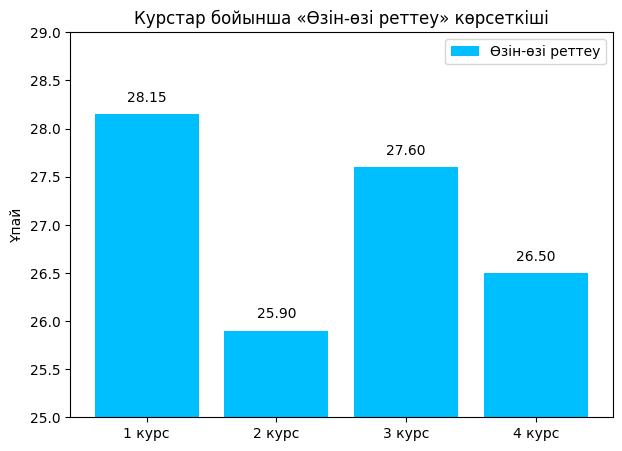 Курстар бойынша «Өзін-өзі реттеу» көрсеткіші
Өзін-өзі реттеу
Ұпай
29.0
28.5
28.0
27.5
27.0
26.5
26.0
25.5
25.0
28.15
25.90
27.60
26.50
1 курс
2 курс
3 курс
4 курс